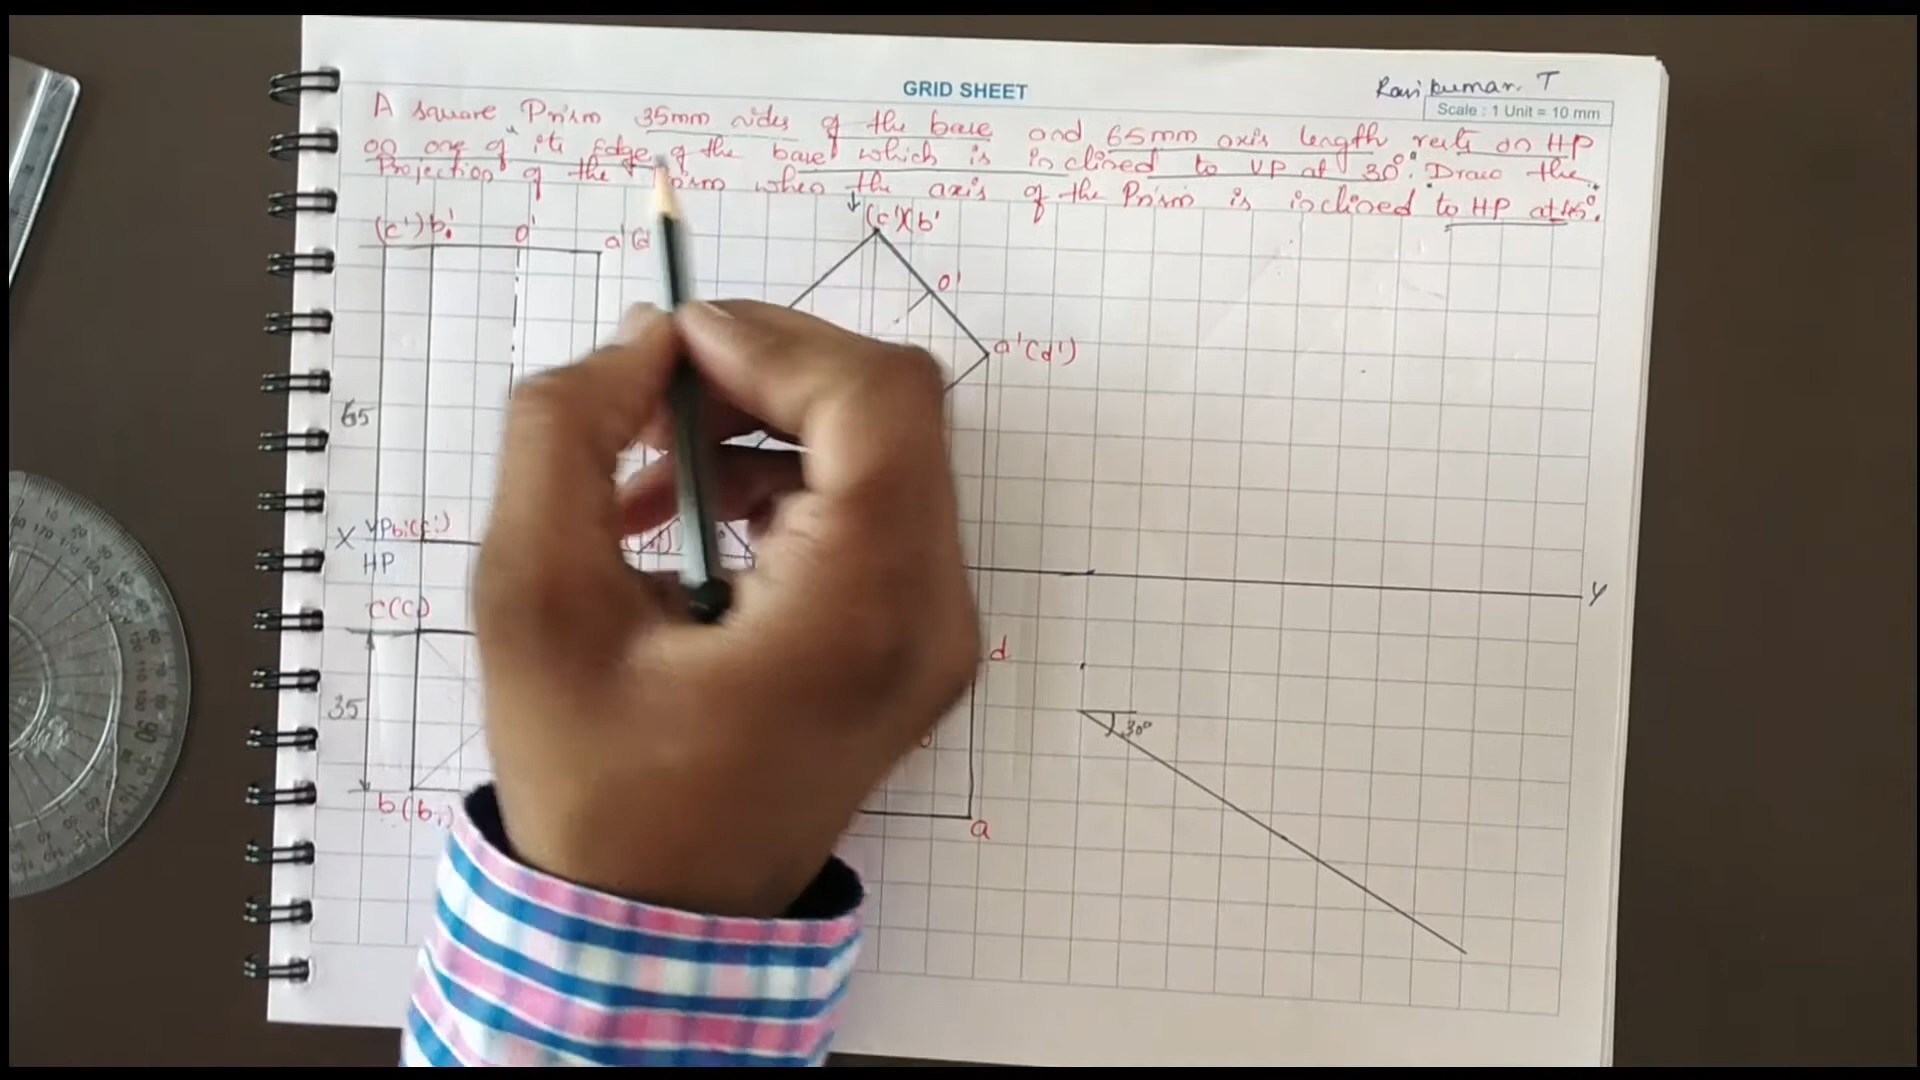 GRID SHEET
Ravikumar. T
Scale : 1 Unit = 10 mm
A square Prism 35mm sides of the base and 65mm axis length rests on HP
on one of its Edge of the base which is inclined to VP at 30°. Draw the
Projection of the Prism when the axis of the Prism is inclined to HP at 45°.
(c')b' o' a'(d
(c')(b'
o'
a'(d')
65
X VP
HP
Y
c(c
d
35
30°
b(b₁)
a